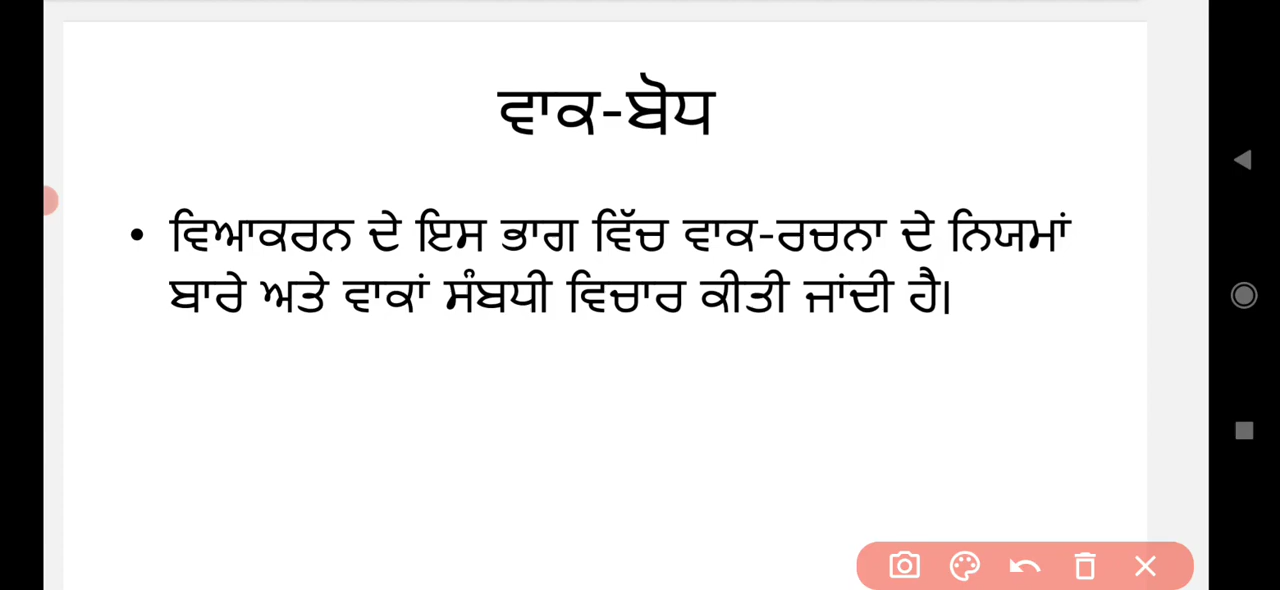 ਵਾਕ-ਬੋਧ
• ਵਿਆਕਰਨ ਦੇ ਇਸ ਭਾਗ ਵਿੱਚ ਵਾਕ-ਰਚਨਾ ਦੇ ਨਿਯਮਾਂ
ਬਾਰੇ ਅਤੇ ਵਾਕਾਂ ਸੰਬਧੀ ਵਿਚਾਰ ਕੀਤੀ ਜਾਂਦੀ ਹੈ।